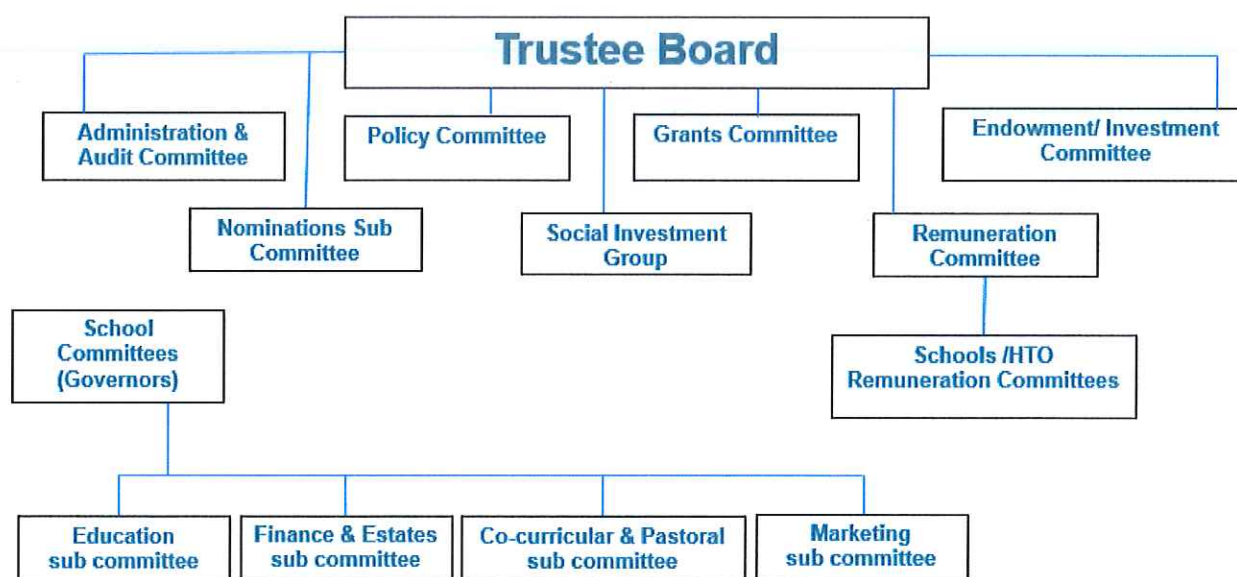 Trustee Board
Administration &
Audit Committee
Policy Committee
Grants Committee
Endowment/ Investment
Committee
Nominations Sub
Committee
Social Investment
Group
Remuneration
Committee
School
Committees
(Governors)
Schools /HTO
Remuneration Committees
Education
sub committee
Finance & Estates
sub committee
Co-curricular & Pastoral
sub committee
Marketing
sub committee